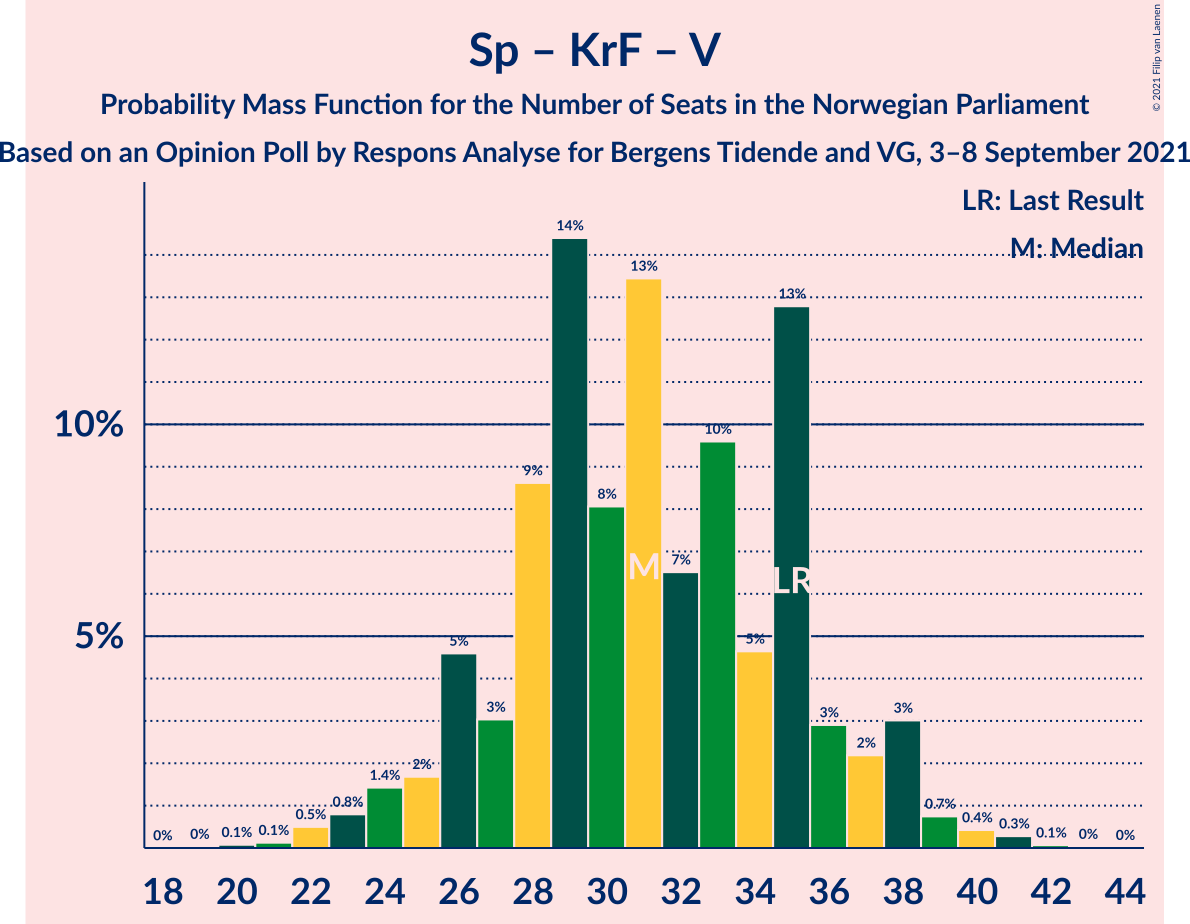 Sp – KrF – V
Probability Mass Function for the Number of Seats in the Norwegian Parliament
Based on an Opinion Poll by Respons Analyse for Bergens Tidende and VG, 3–8 September 2021
© 2021 Filip van Laenen
LR: Last Result
M: Median
10%
5%
0% 0% 0.1% 0.1% 0.5% 0.8% 1.4% 2% 5% 3% 9% 14% 8% 13% 7% 10% 5% 13% 3% 2% 3% 0.7% 0.4% 0.3% 0.1% 0% 0%
M LR
18 20 22 24 26 28 30 32 34 36 38 40 42 44